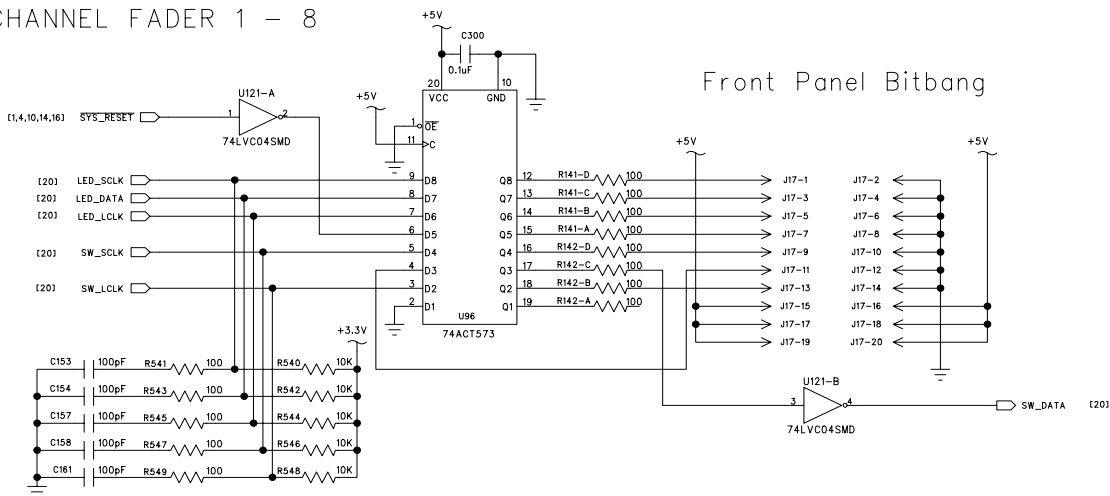 CHANNEL FADER 1 - 8
Front Panel Bitbang
+5V
C300
0.1uF
20
10
VCC
GND
U121-A
[1,4,10,14,16] SYS_RESET
1
2
74LVC04SMD
+5V
1
OE
11
C
[20] LED_SCLK
9 D8
Q8 12 R141-D 100
[20] LED_DATA
8 D7
Q7 13 R141-C 100
[20] LED_LCLK
7 D6
Q6 14 R141-B 100
6 D5
Q5 15 R141-A 100
[20] SW_SCLK
5 D4
Q4 16 R142-D 100
4 D3
Q3 17 R142-C 100
[20] SW_LCLK
3 D2
Q2 18 R142-B 100
2 D1
Q1 19 R142-A 100
U96
74ACT573
+5V
+5V
J17-1 J17-2
J17-3 J17-4
J17-5 J17-6
J17-7 J17-8
J17-9 J17-10
J17-11 J17-12
J17-13 J17-14
J17-15 J17-16
J17-17 J17-18
J17-19 J17-20
+3.3V
C153 100pF R541 100 R540 10K
C154 100pF R543 100 R542 10K
C157 100pF R545 100 R544 10K
C158 100pF R547 100 R546 10K
C161 100pF R549 100 R548 10K
U121-B
3
4
74LVC04SMD
SW_DATA [20]